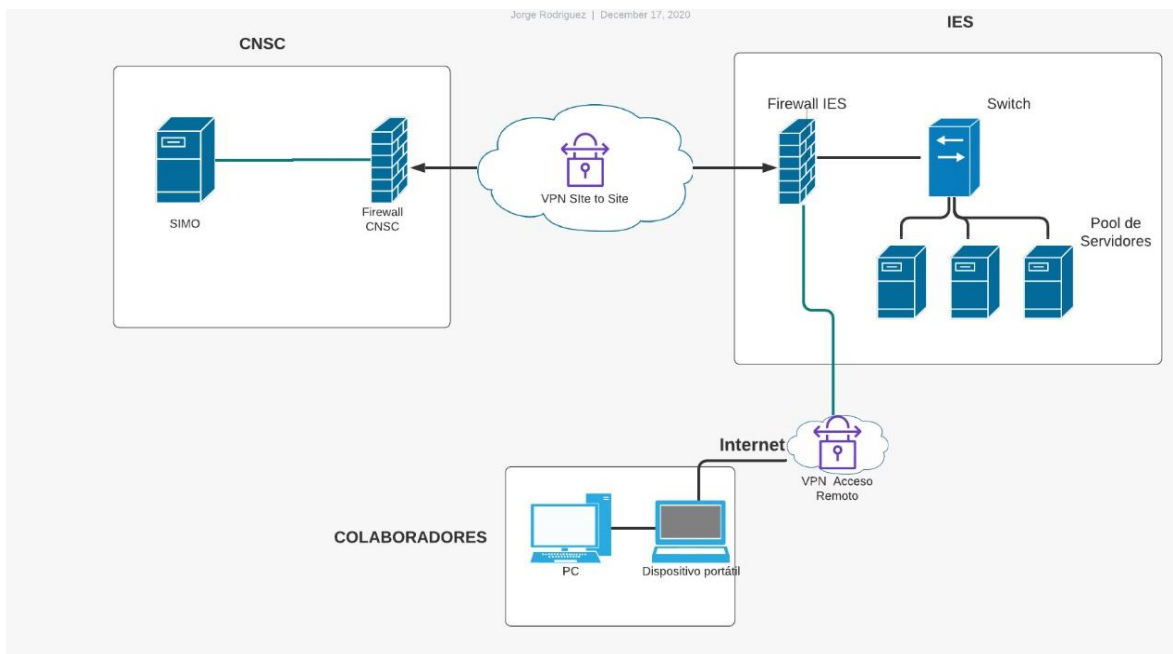 Jorge Rodriguez | December 17, 2020
CNSC
IES
SIMO
Firewall
CNSC
VPN SIte to Site
Firewall IES
Switch
Pool de
Servidores
Internet
VPN Acceso
Remoto
COLABORADORES
PC
Dispositivo portátil